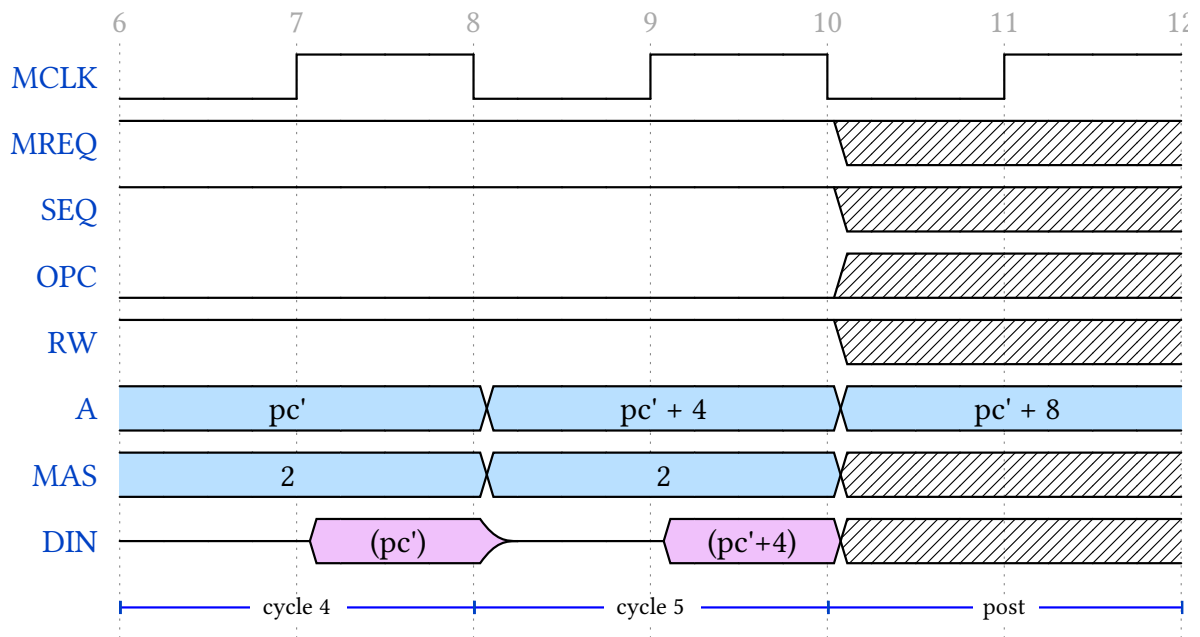 6 7 8 9 10 11 12
MCLK
MREQ
SEQ
OPC
RW
A pc' pc' + 4 pc' + 8
MAS 2 2
DIN (pc') (pc'+4)
cycle 4 cycle 5 post